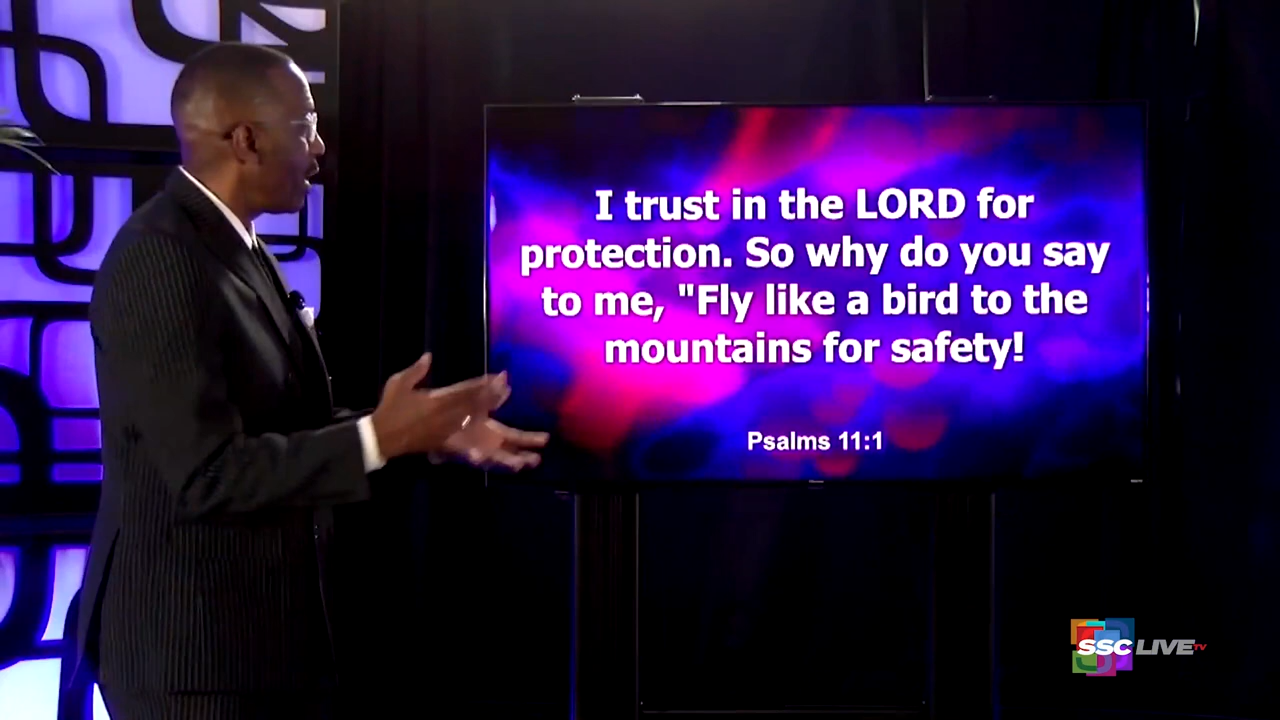 I trust in the LORD for
protection. So why do you say
to me, "Fly like a bird to the
mountains for safety!
Psalms 11:1
SSC LIVE TV